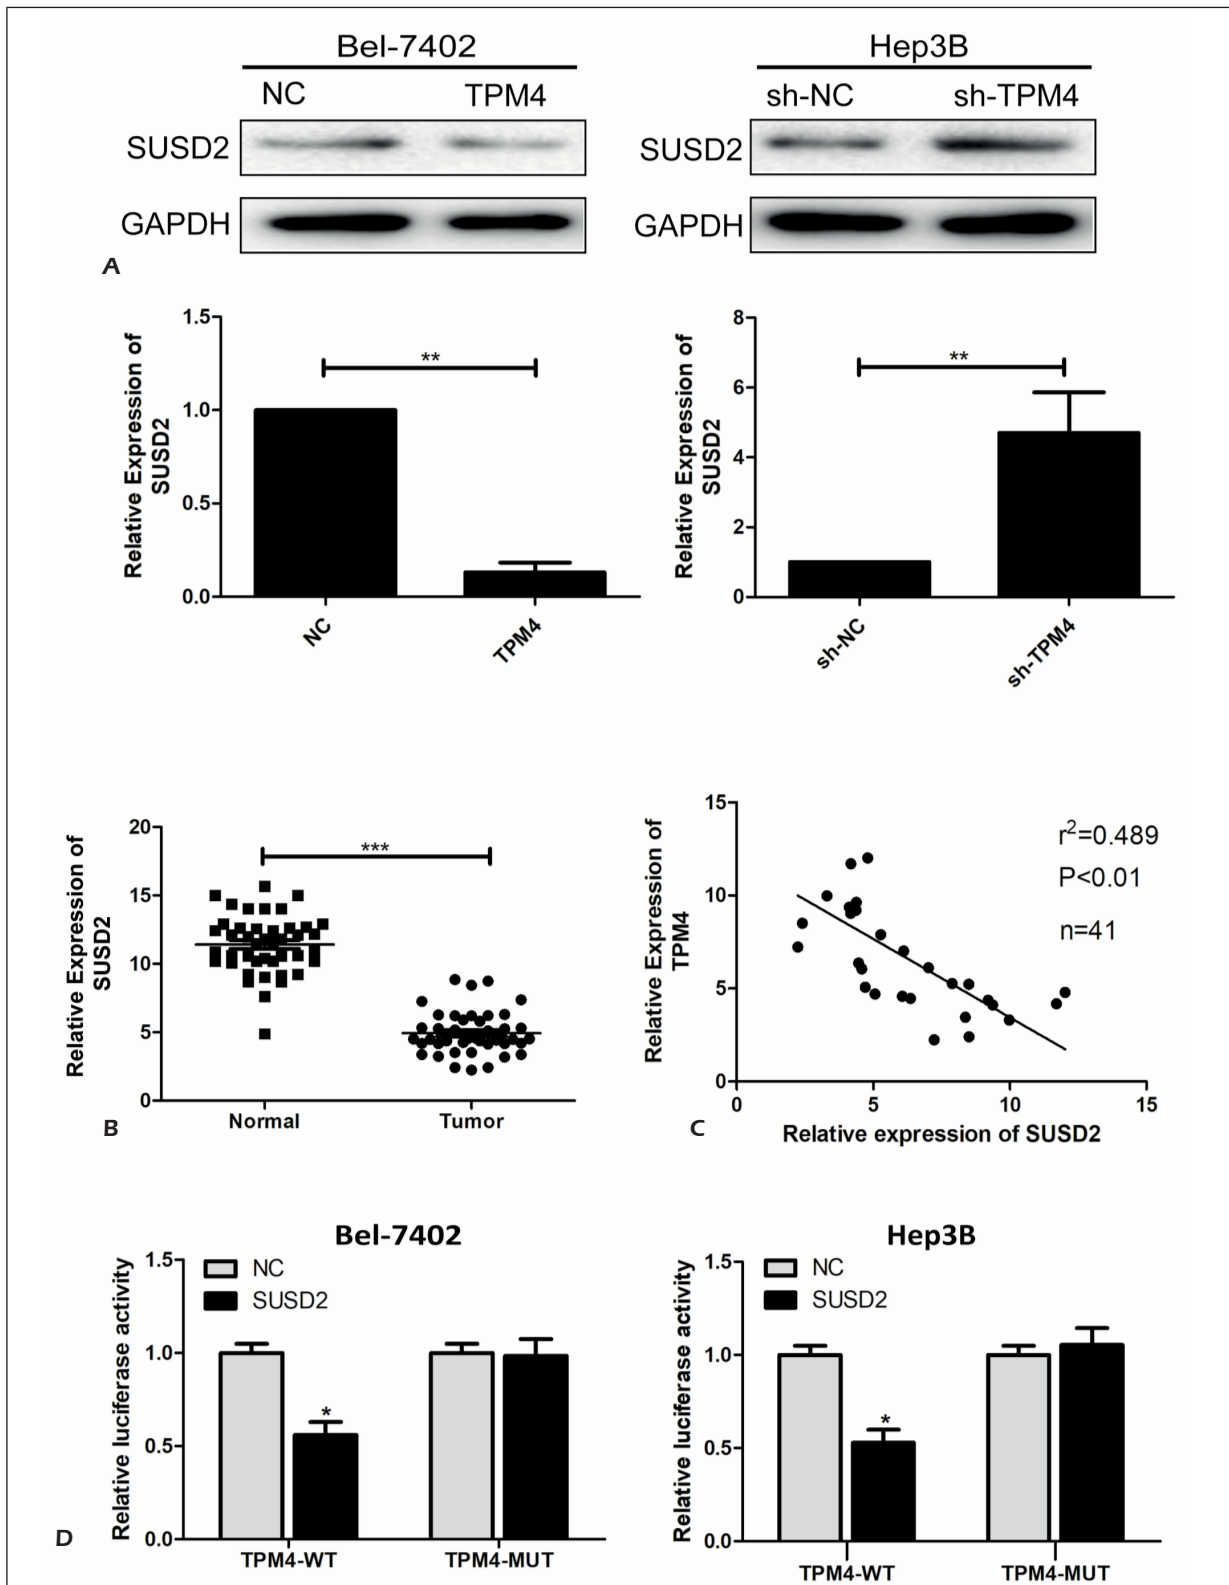 Bel-7402
Hep3B
NC TPM4
sh-NC sh-TPM4
SUSD2
SUSD2
GAPDH
GAPDH
A
Relative Expression of
SUSD2
1.5
1.0
0.5
0.0
**
NC
TPM4
Relative Expression of
SUSD2
8
6
4
2
0
**
sh-NC
sh-TPM4
Relative Expression of
SUSD2
20
15
10
5
0
***
Normal
Tumor
B
Relative Expression of
TPM4
15
10
5
0
r²=0.489
P<0.01
n=41
0 5 10 15
Relative expression of SUSD2
C
Bel-7402
Relative luciferase activity
1.5
1.0
0.5
0.0
NC
SUSD2
*
TPM4-WT
TPM4-MUT
Hep3B
Relative luciferase activity
1.5
1.0
0.5
0.0
NC
SUSD2
*
TPM4-WT
TPM4-MUT
D